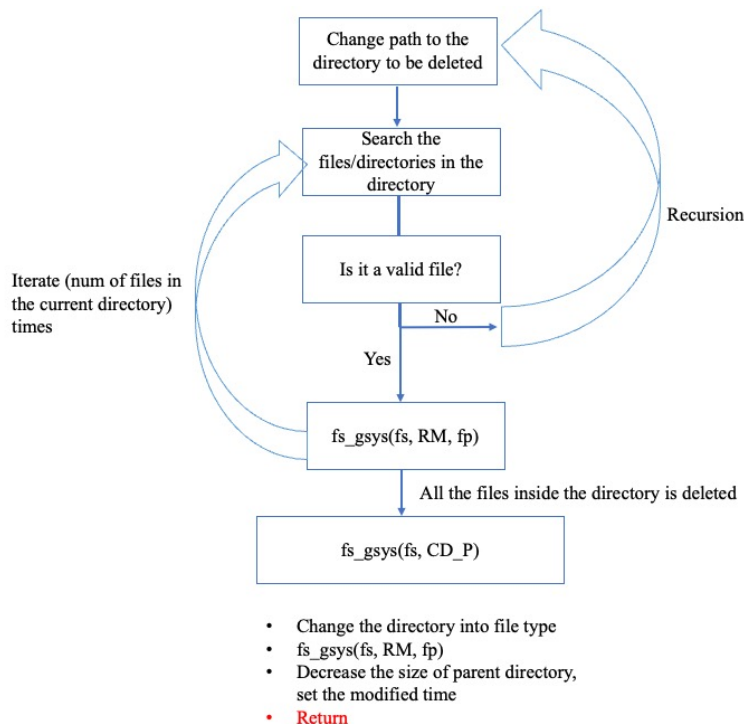 Change path to the
directory to be deleted
Search the
files/directories in the
directory
Recursion
Is it a valid file?
Iterate (num of files in
the current directory)
times
No
Yes
fs_gsys(fs, RM, fp)
All the files inside the directory is deleted
fs_gsys(fs, CD_P)
• Change the directory into file type
• fs_gsys(fs, RM, fp)
• Decrease the size of parent directory,
set the modified time
• Return